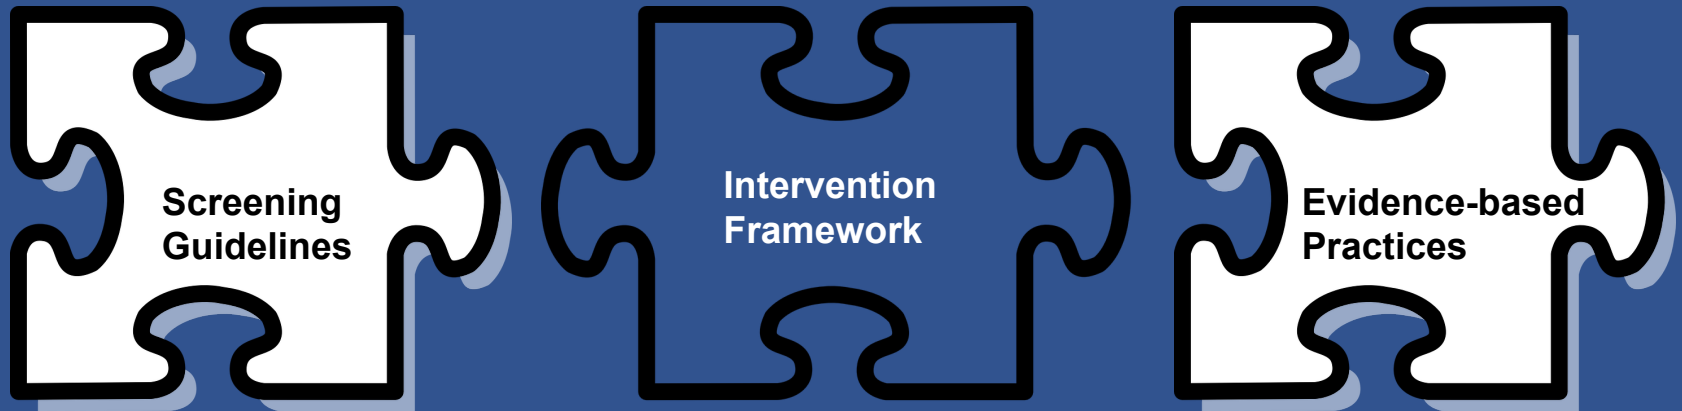 Screening
Guidelines
Intervention
Framework
Evidence-based
Practices